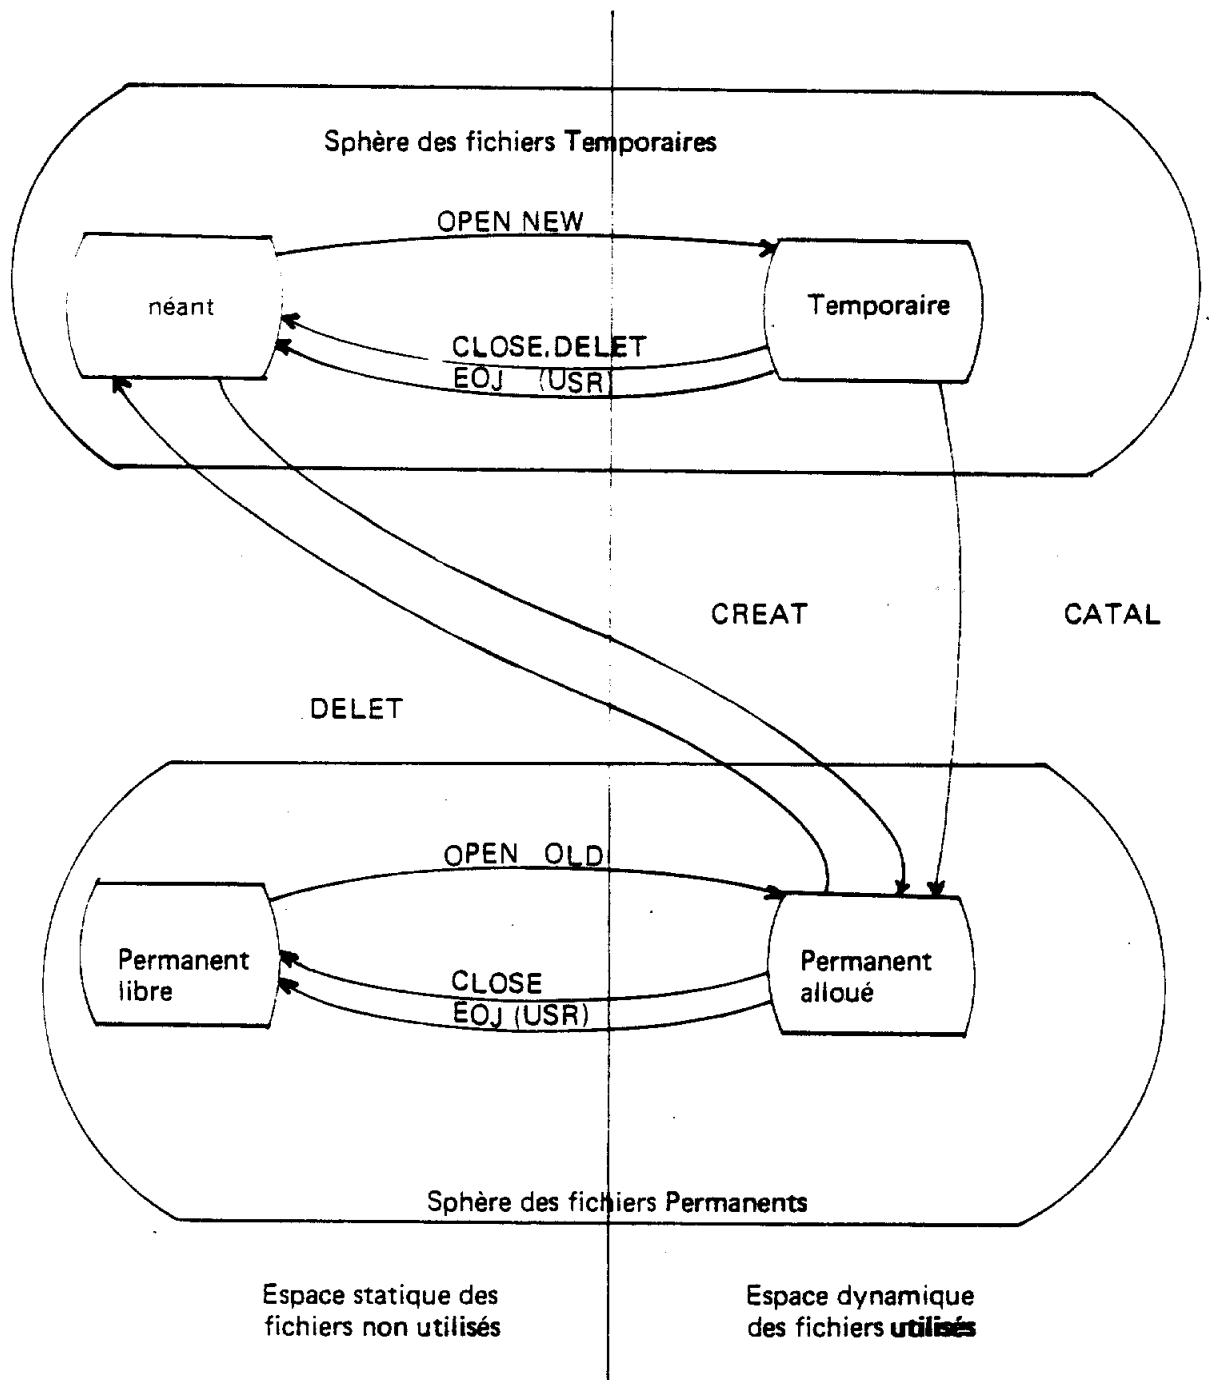 Sphère des fichiers Temporaires
OPEN NEW
néant
Temporaire
CLOSE, DELET
EOJ (USR)
CREAT
CATAL
DELET
OPEN OLD
Permanent
libre
Permanent
alloué
CLOSE
EOJ (USR)
Sphère des fichiers Permanents
Espace statique des
fichiers non utilisés
Espace dynamique
des fichiers utilisés